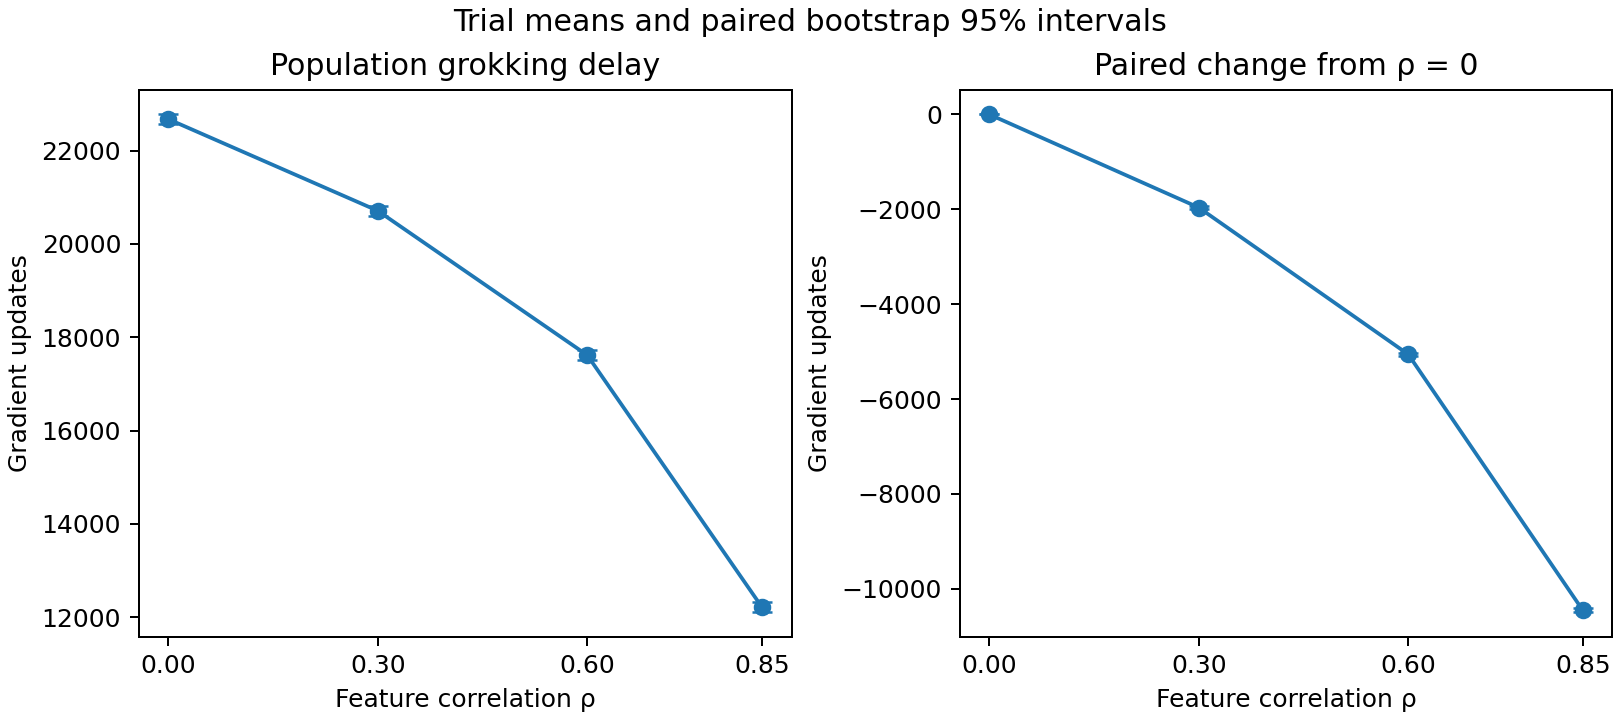 Trial means and paired bootstrap 95% intervals
Population grokking delay
Gradient updates
22000
20000
18000
16000
14000
12000
0.00 0.30 0.60 0.85
Feature correlation ρ
Paired change from ρ = 0
Gradient updates
0
−2000
−4000
−6000
−8000
−10000
0.00 0.30 0.60 0.85
Feature correlation ρ